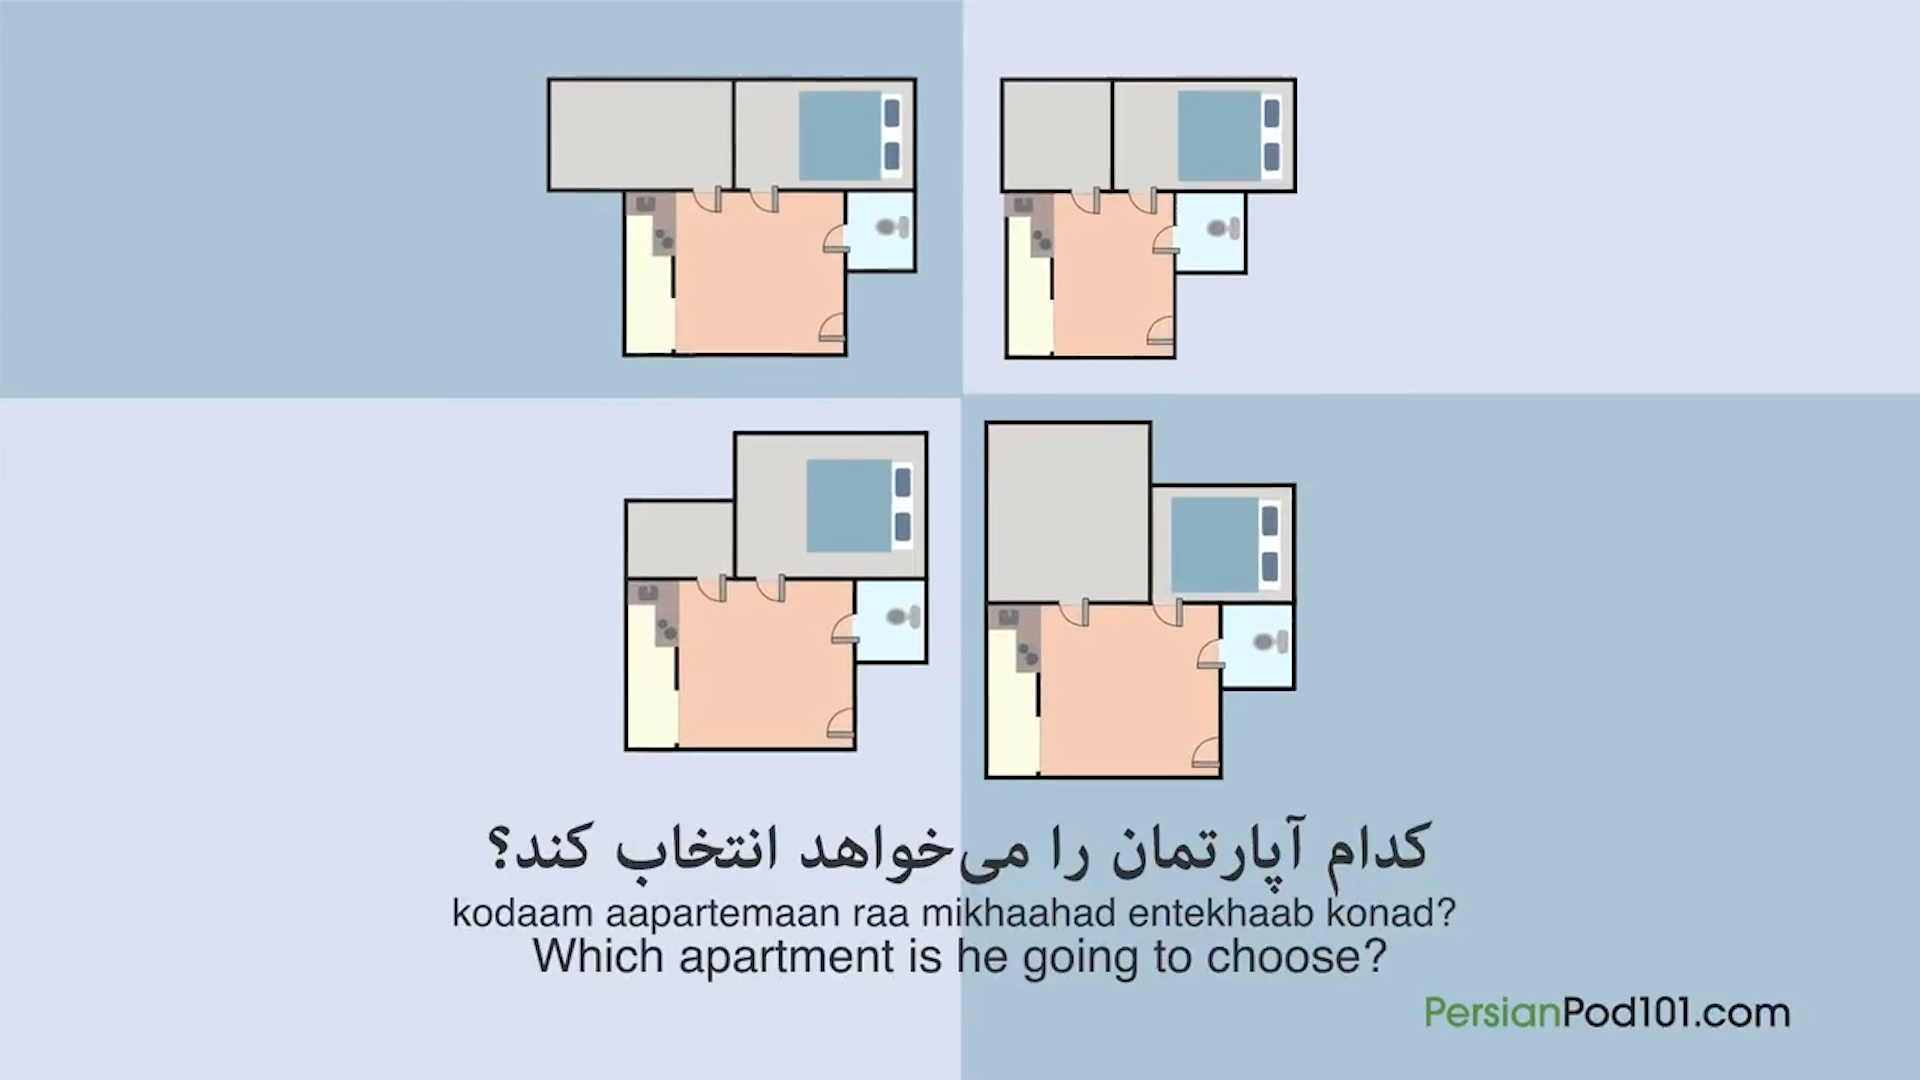 کدام آپارتمان را می‌خواهد انتخاب کند؟
kodaam aapartemaan raa mikhaahad entekhaab konad?
Which apartment is he going to choose?
PersianPod101.com